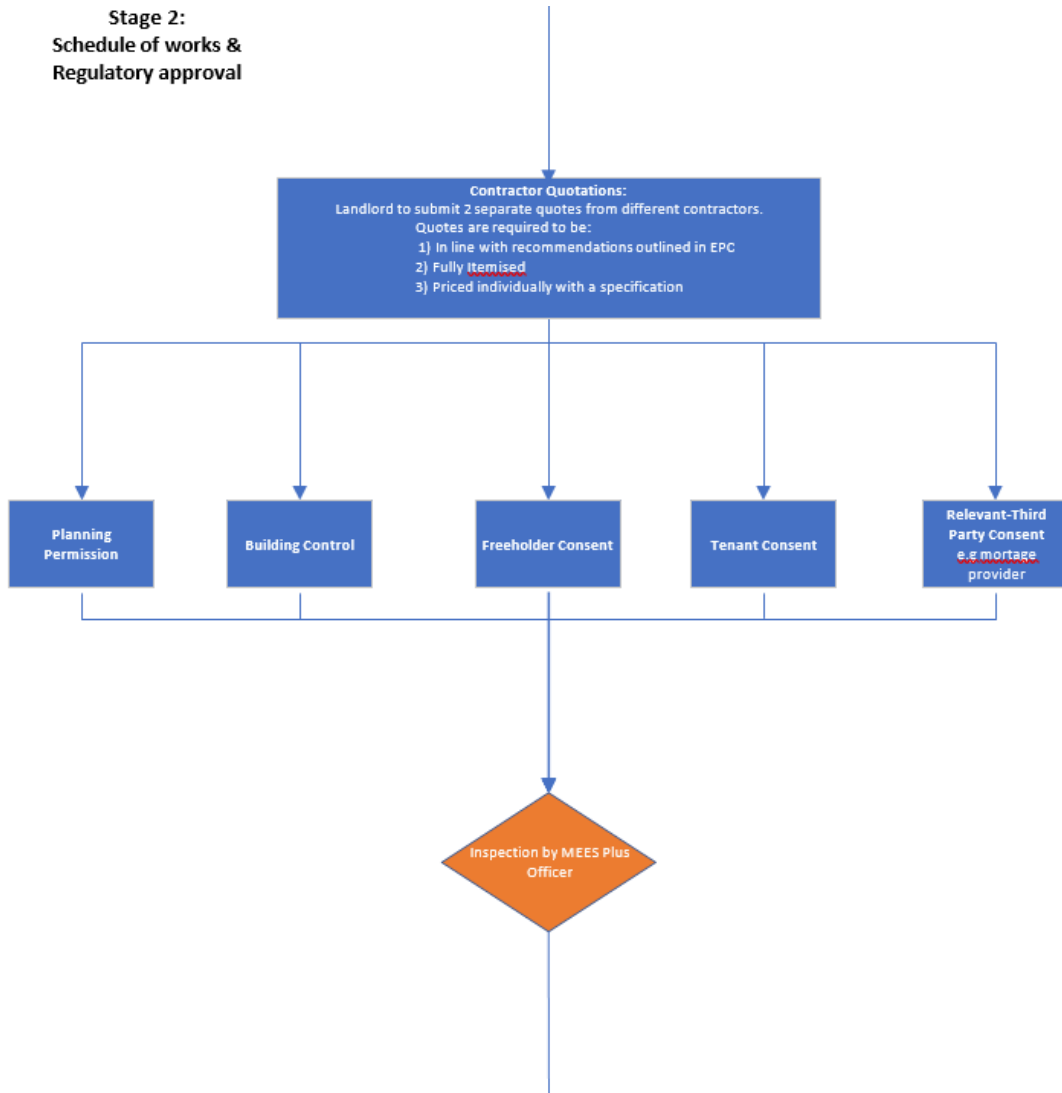 Stage 2:
Schedule of works &
Regulatory approval
Contractor Quotations:
Landlord to submit 2 separate quotes from different contractors.
Quotes are required to be:
1) In line with recommendations outlined in EPC
2) Fully Itemised
3) Priced individually with a specification
Planning
Permission
Building Control
Freeholder Consent
Tenant Consent
Relevant-Third
Party Consent
e.g mortage
provider
Inspection by MEES Plus
Officer